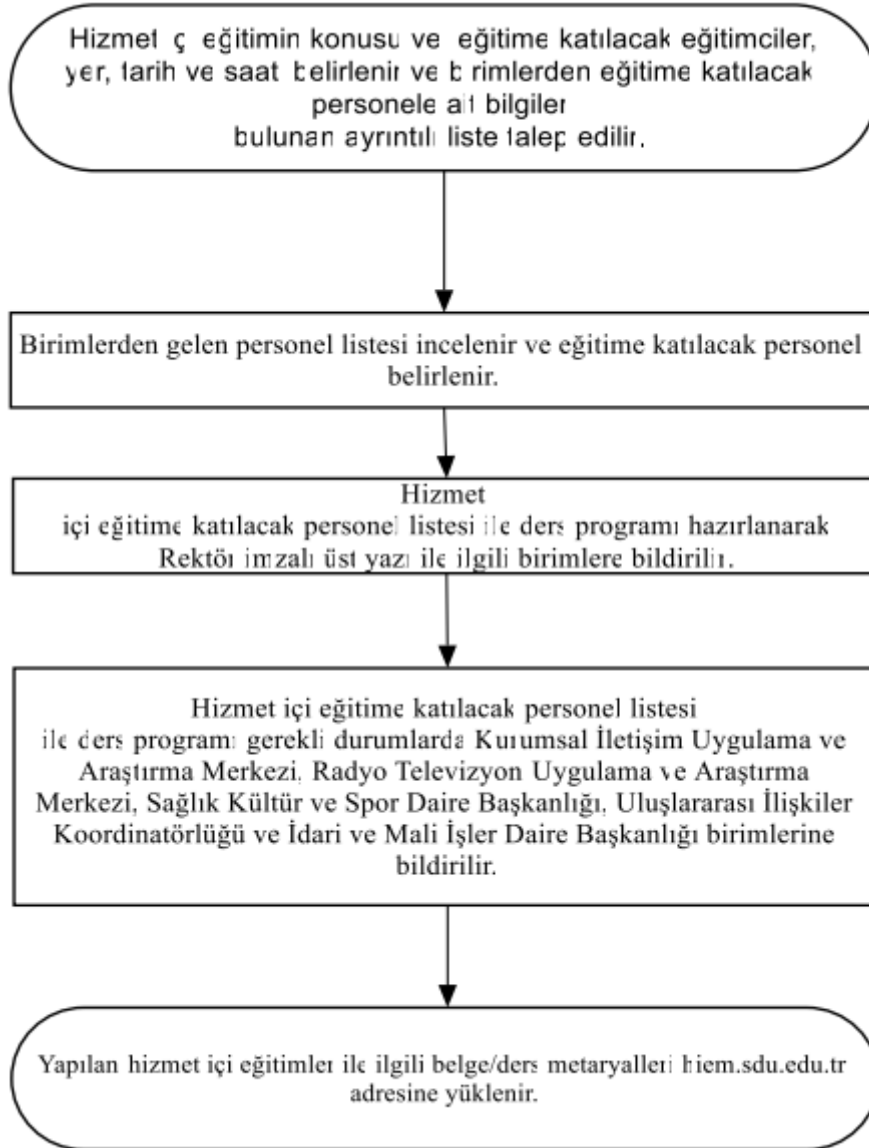 Hizmet iç eğitimin konusu ve eğitime katılacak eğitimciler,
yer, tarih ve saat belirlenir ve birimlerden eğitime katılacak
personele ait bilgiler
bulunan ayrıntılı liste talep edilir.
Birimlerden gelen personel listesi incelenir ve eğitime katılacak personel
belirlenir.
Hizmet
içi eğitime katılacak personel listesi ile ders programı hazırlanarak
Rektör imzalı üst yazı ile ilgili birimlere bildirilir.
Hizmet içi eğitime katılacak personel listesi
ile ders programı gerekli durumlarda Kurumsal İletişim Uygulama ve
Araştırma Merkezi, Radyo Televizyon Uygulama ve Araştırma
Merkezi, Sağlık Kültür ve Spor Daire Başkanlığı, Uluslararası İlişkiler
Koordinatörlüğü ve İdari ve Mali İşler Daire Başkanlığı birimlerine
bildirilir.
Yapılan hizmet içi eğitimler ile ilgili belge/ders metaryalleri hiem.sdu.edu.tr
adresine yüklenir.